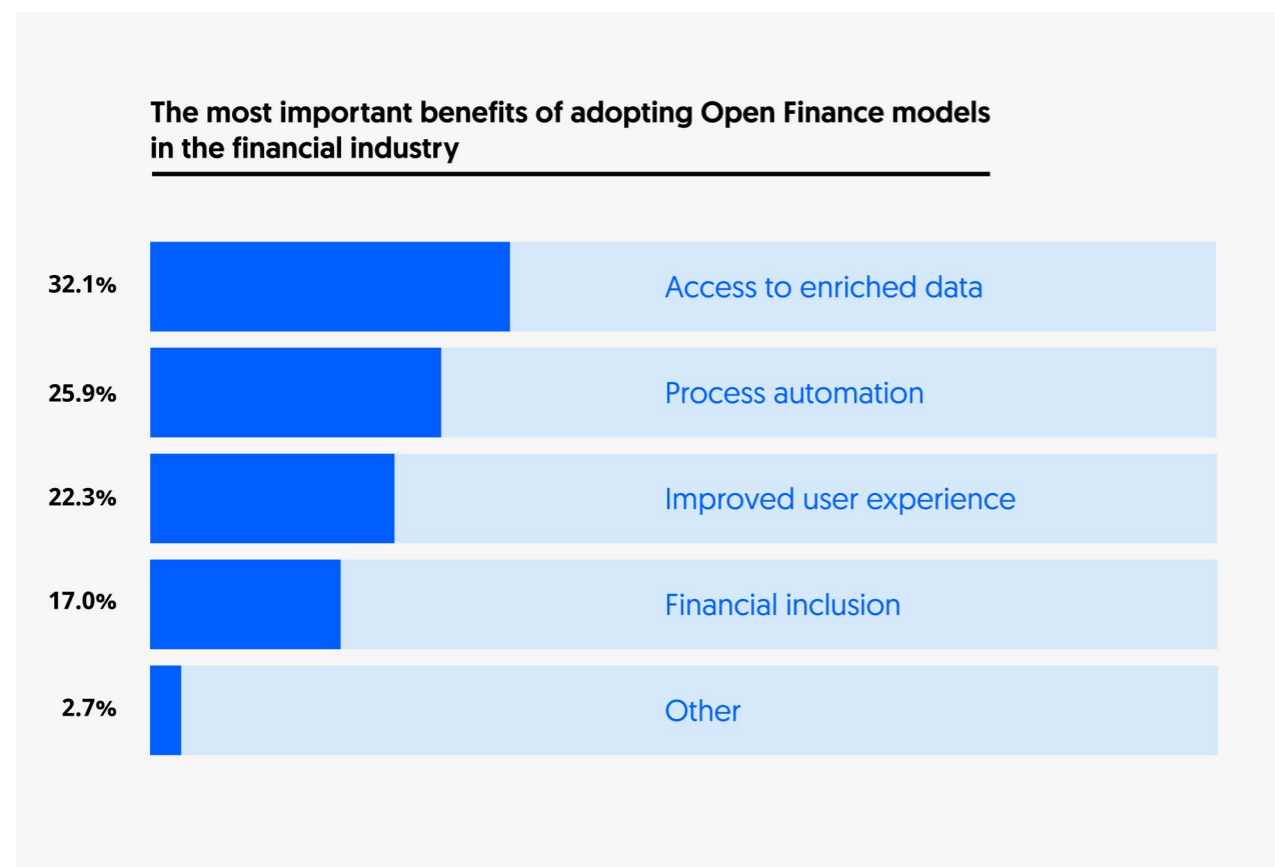 The most important benefits of adopting Open Finance models
in the financial industry
32.1% Access to enriched data
25.9% Process automation
22.3% Improved user experience
17.0% Financial inclusion
2.7% Other